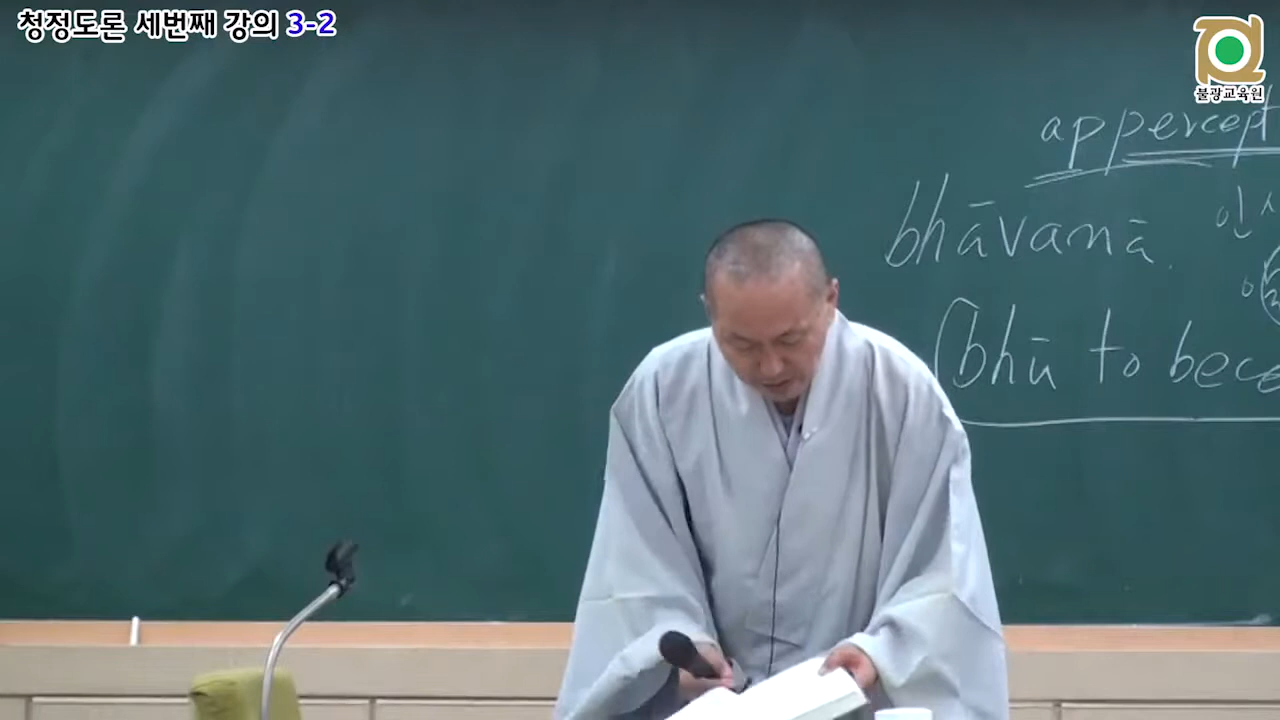 청정도론 세번째 강의 3-2
불광교육원
appercept
bhāvanā
인
√bhū to bec